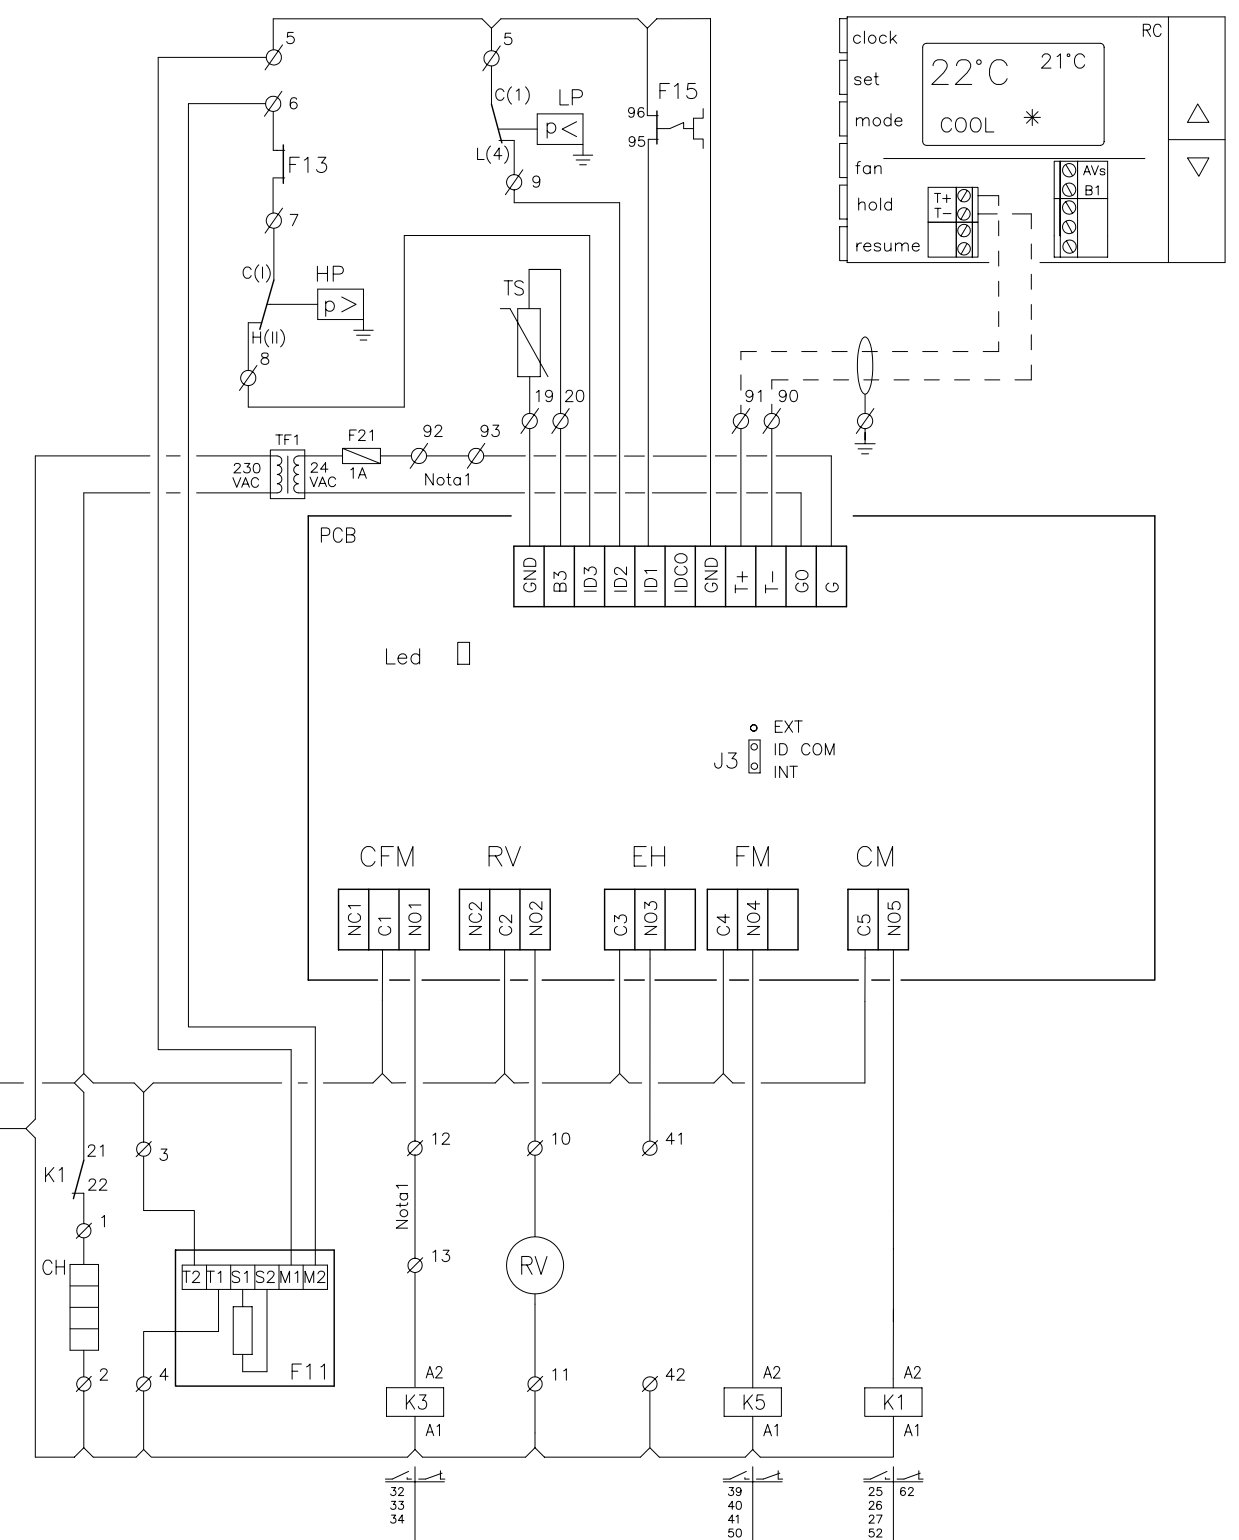 5
5
6
C(1)
LP
p<
L(4)
9
F13
7
C(I)
HP
p >
H(II)
8
F15
96
95
RC
clock
set
mode
fan
hold
resume
22°C
21°C
COOL
T+
T-
AVs
B1
TS
19
20
91
90
TF1
230
VAC
24
VAC
F21
1A
92
93
Nota1
PCB
GND
B3
ID3
ID2
ID1
IDCO
GND
T+
T-
GO
G
Led
J3
EXT
ID COM
INT
CFM
RV
EH
FM
CM
NC1
C1
NO1
NC2
C2
NO2
C3
NO3
C4
NO4
C5
NO5
K1
21
22
3
12
10
41
1
Nota1
13
RV
CH
T2
T1
S1
S2
M1
M2
F11
2
4
11
42
A2
K3
A1
A2
K5
A1
A2
K1
A1
32
33
34
39
40
41
50
25 62
26
27
52